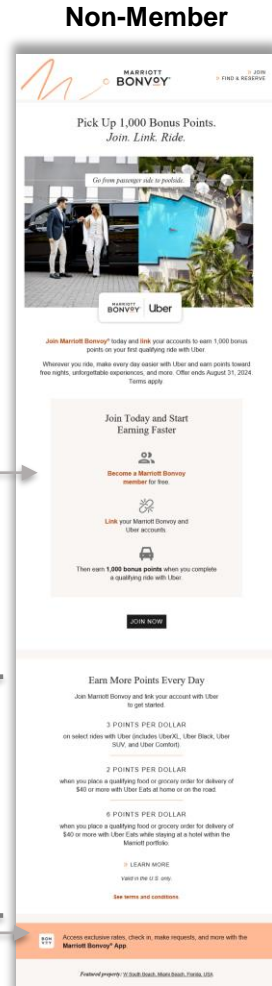 Non-Member
MARRIOTT
BONVOY
JOIN
FIND & RESERVE
Pick Up 1,000 Bonus Points.
Join. Link. Ride.
Go from passenger side to poolside.
MARRIOTT
BONVOY
Uber
Join Marriott Bonvoy® today and link your accounts to earn 1,000 bonus
points on your first qualifying ride with Uber.
Wherever you ride, make every day easier with Uber and earn points toward
free nights, unforgettable experiences, and more. Offer ends August 31, 2024.
Terms apply.
Join Today and Start
Earning Faster
Become a Marriott Bonvoy
member for free.
Link your Marriott Bonvoy and
Uber accounts.
Then earn 1,000 bonus points when you complete
a qualifying ride with Uber.
JOIN NOW
Earn More Points Every Day
Join Marriott Bonvoy and link your account with Uber
to get started.
3 POINTS PER DOLLAR
on select rides with Uber (includes UberXL, Uber Black, Uber
SUV, and Uber Comfort).
2 POINTS PER DOLLAR
when you place a qualifying food or grocery order for delivery of
$40 or more with Uber Eats at home or on the road.
6 POINTS PER DOLLAR
when you place a qualifying food or grocery order for delivery of
$40 or more with Uber Eats while staying at a hotel within the
Marriott portfolio.
LEARN MORE
Valid in the U.S. only.
See terms and conditions
BON
VOY
Access exclusive rates, check in, make requests, and more with the
Marriott Bonvoy® App.
Featured property: W South Beach, Miami Beach, Florida, USA